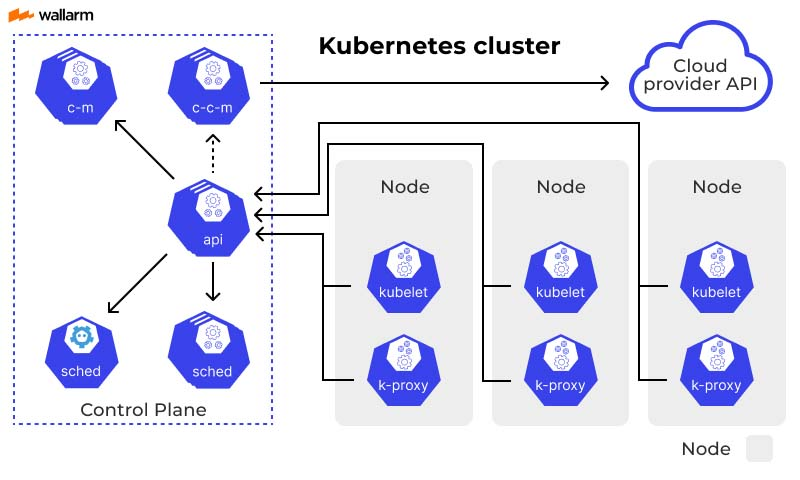 wallarm
Kubernetes cluster
Cloud
provider API
c-m
c-c-m
api
sched
sched
Control Plane
Node
kubelet
k-proxy
Node
kubelet
k-proxy
Node
kubelet
k-proxy
Node